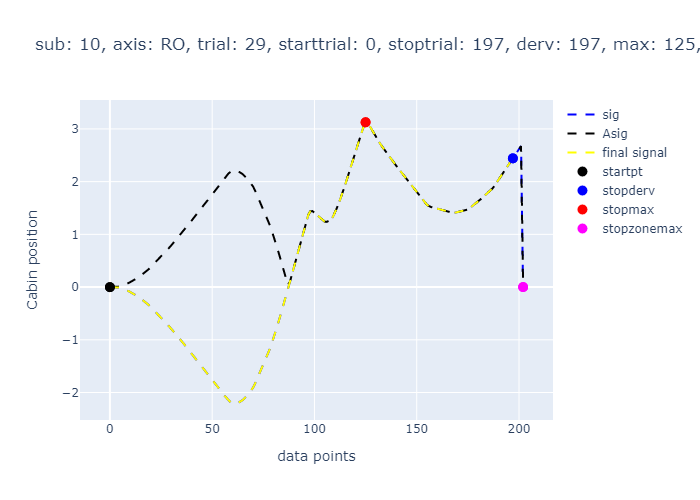 sub: 10, axis: RO, trial: 29, starttrial: 0, stoptrial: 197, derv: 197, max: 125,
sig
Asig
final signal
startpt
stopderv
stopmax
stopzonemax
Cabin position
3
2
1
0
−1
−2
0 50 100 150 200
data points